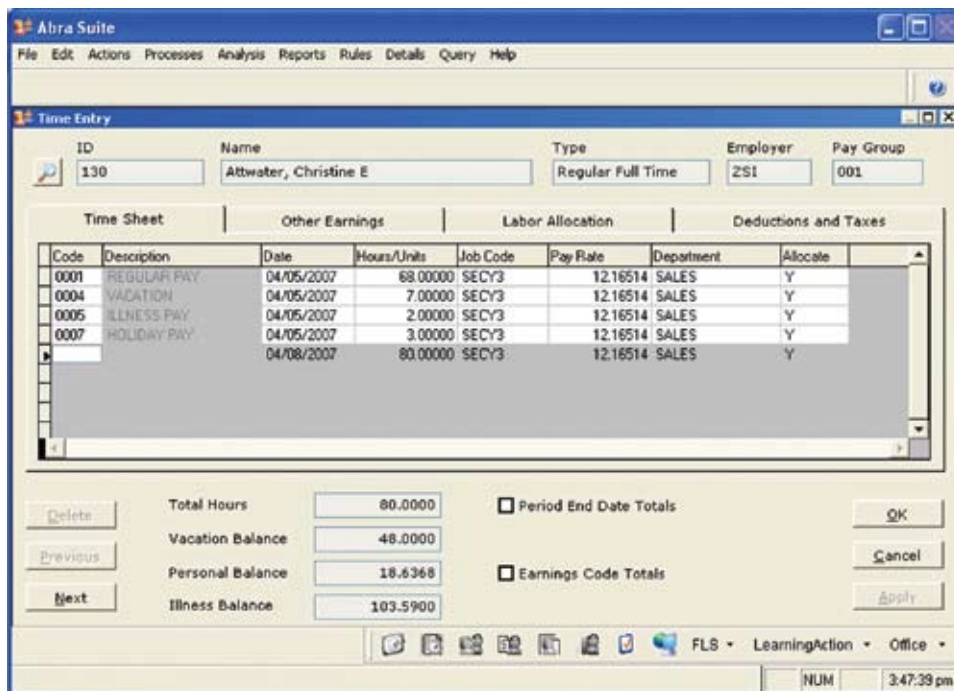 Abra Suite
File Edit Actions Processes Analysis Reports Rules Details Query Help
Time Entry
ID Name Type Employer Pay Group
130 Attwater, Christine E Regular Full Time ZSI 001
Time Sheet Other Earnings Labor Allocation Deductions and Taxes
Code Description Date Hours/Units Job Code Pay Rate Department Allocate
0001 REGULAR PAY 04/05/2007 68.00000 SECY3 12.16514 SALES Y
0004 VACATION 04/05/2007 7.00000 SECY3 12.16514 SALES Y
0005 ILLNESS PAY 04/05/2007 2.00000 SECY3 12.16514 SALES Y
0007 HOLIDAY PAY 04/05/2007 3.00000 SECY3 12.16514 SALES Y
04/08/2007 80.00000 SECY3 12.16514 SALES Y
Delete Total Hours 80.0000 Period End Date Totals OK
Previous Vacation Balance 48.0000 Cancel
Personal Balance 18.6368 Earnings Code Totals
Next Illness Balance 103.5900 Apply
FLS LearningAction Office
NUM 3:47:39 pm